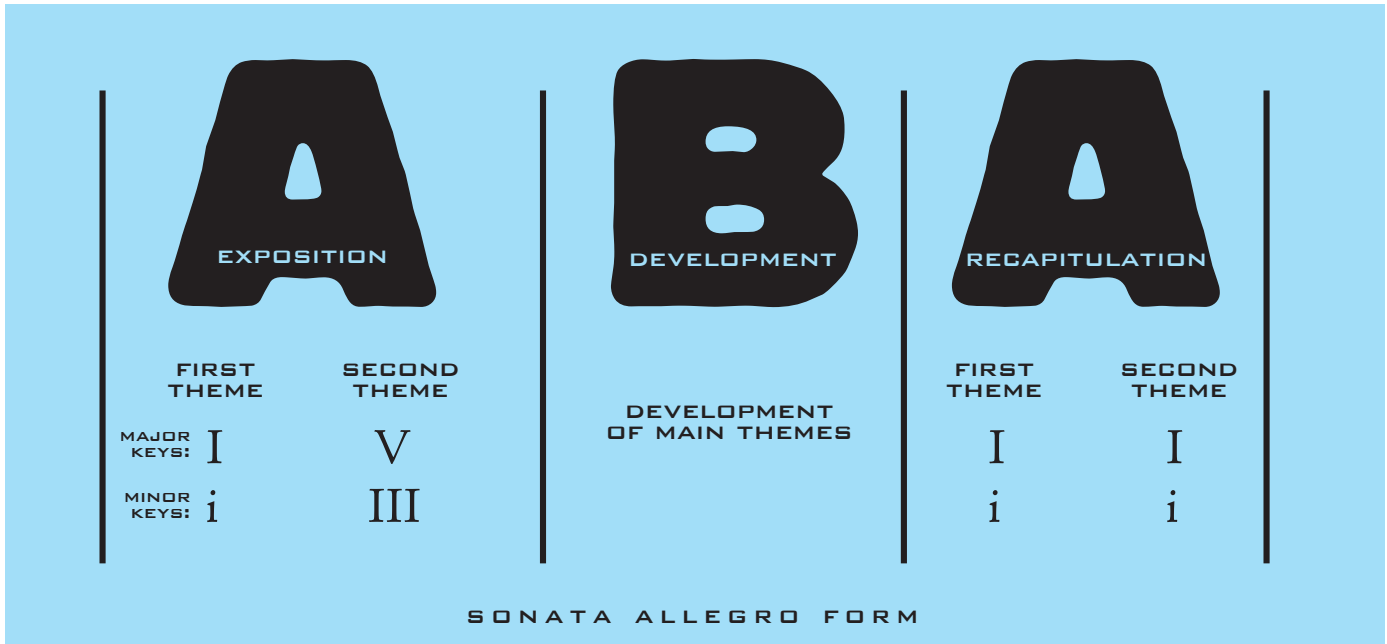 A
EXPOSITION
FIRST
THEME
SECOND
THEME
MAJOR
KEYS:
I
V
MINOR
KEYS:
i
III
B
DEVELOPMENT
DEVELOPMENT
OF MAIN THEMES
A
RECAPITULATION
FIRST
THEME
SECOND
THEME
I
I
i
i
SONATA ALLEGRO FORM